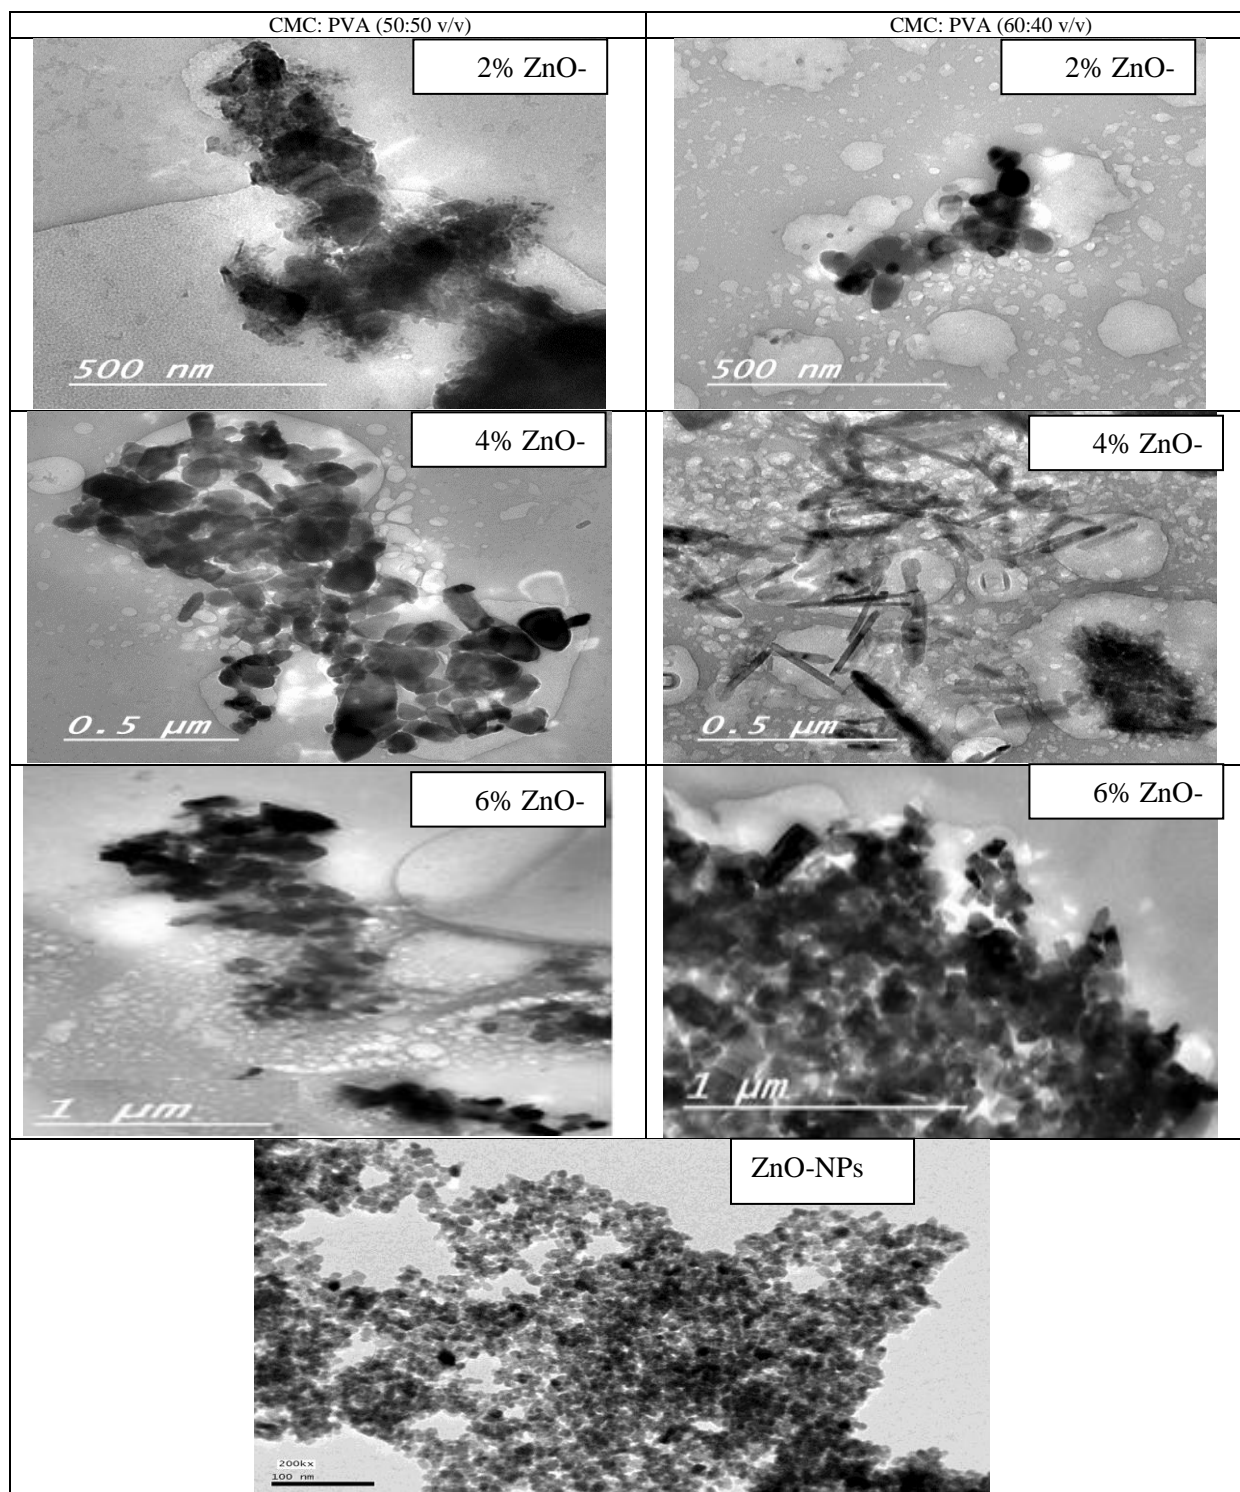 CMC: PVA (50:50 v/v)
CMC: PVA (60:40 v/v)
2% ZnO-
2% ZnO-
500 nm
500 nm
4% ZnO-
4% ZnO-
0.5 µm
0.5 µm
6% ZnO-
6% ZnO-
1 µm
1 µm
ZnO-NPs
200kx
100 nm